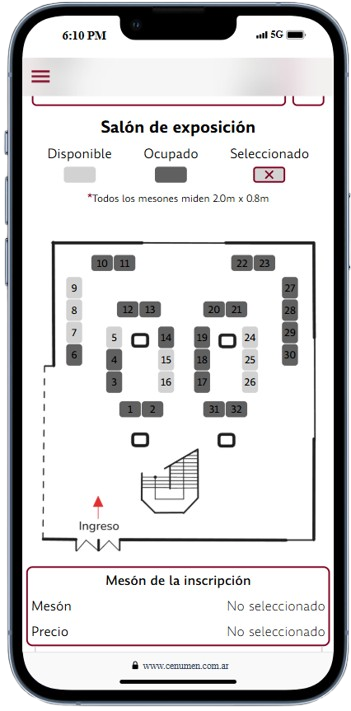 6:10 PM 5G
Salón de exposición
Disponible Ocupado Seleccionado
*Todos los mesones miden 2.0m x 0.8m
10 11 22 23
9 27
8 28
7 29
6 30
12 13 20 21
5 14 19 24
4 15 18 25
3 16 17 26
1 2 31 32
Ingreso
Mesón de la inscripción
Mesón No seleccionado
Precio No seleccionado
www.cenumen.com.ar